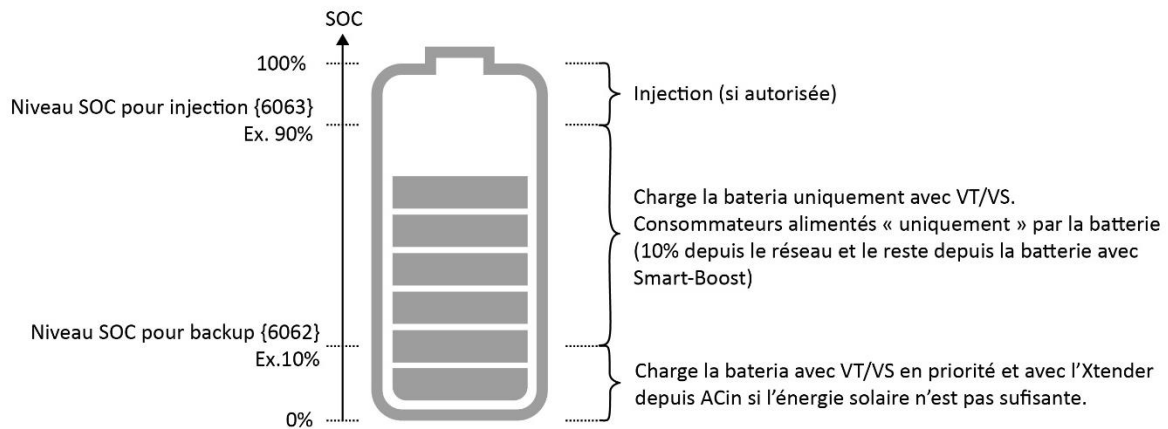 SOC
100%
Niveau SOC pour injection {6063}
Ex. 90%
Injection (si autorisée)
Charge la bateria uniquement avec VT/VS.
Consommateurs alimentés « uniquement » par la batterie
(10% depuis le réseau et le reste depuis la batterie avec
Smart-Boost)
Niveau SOC pour backup {6062}
Ex.10%
Charge la bateria avec VT/VS en priorité et avec l’Xtender
depuis ACin si l’énergie solaire n’est pas sufisante.
0%